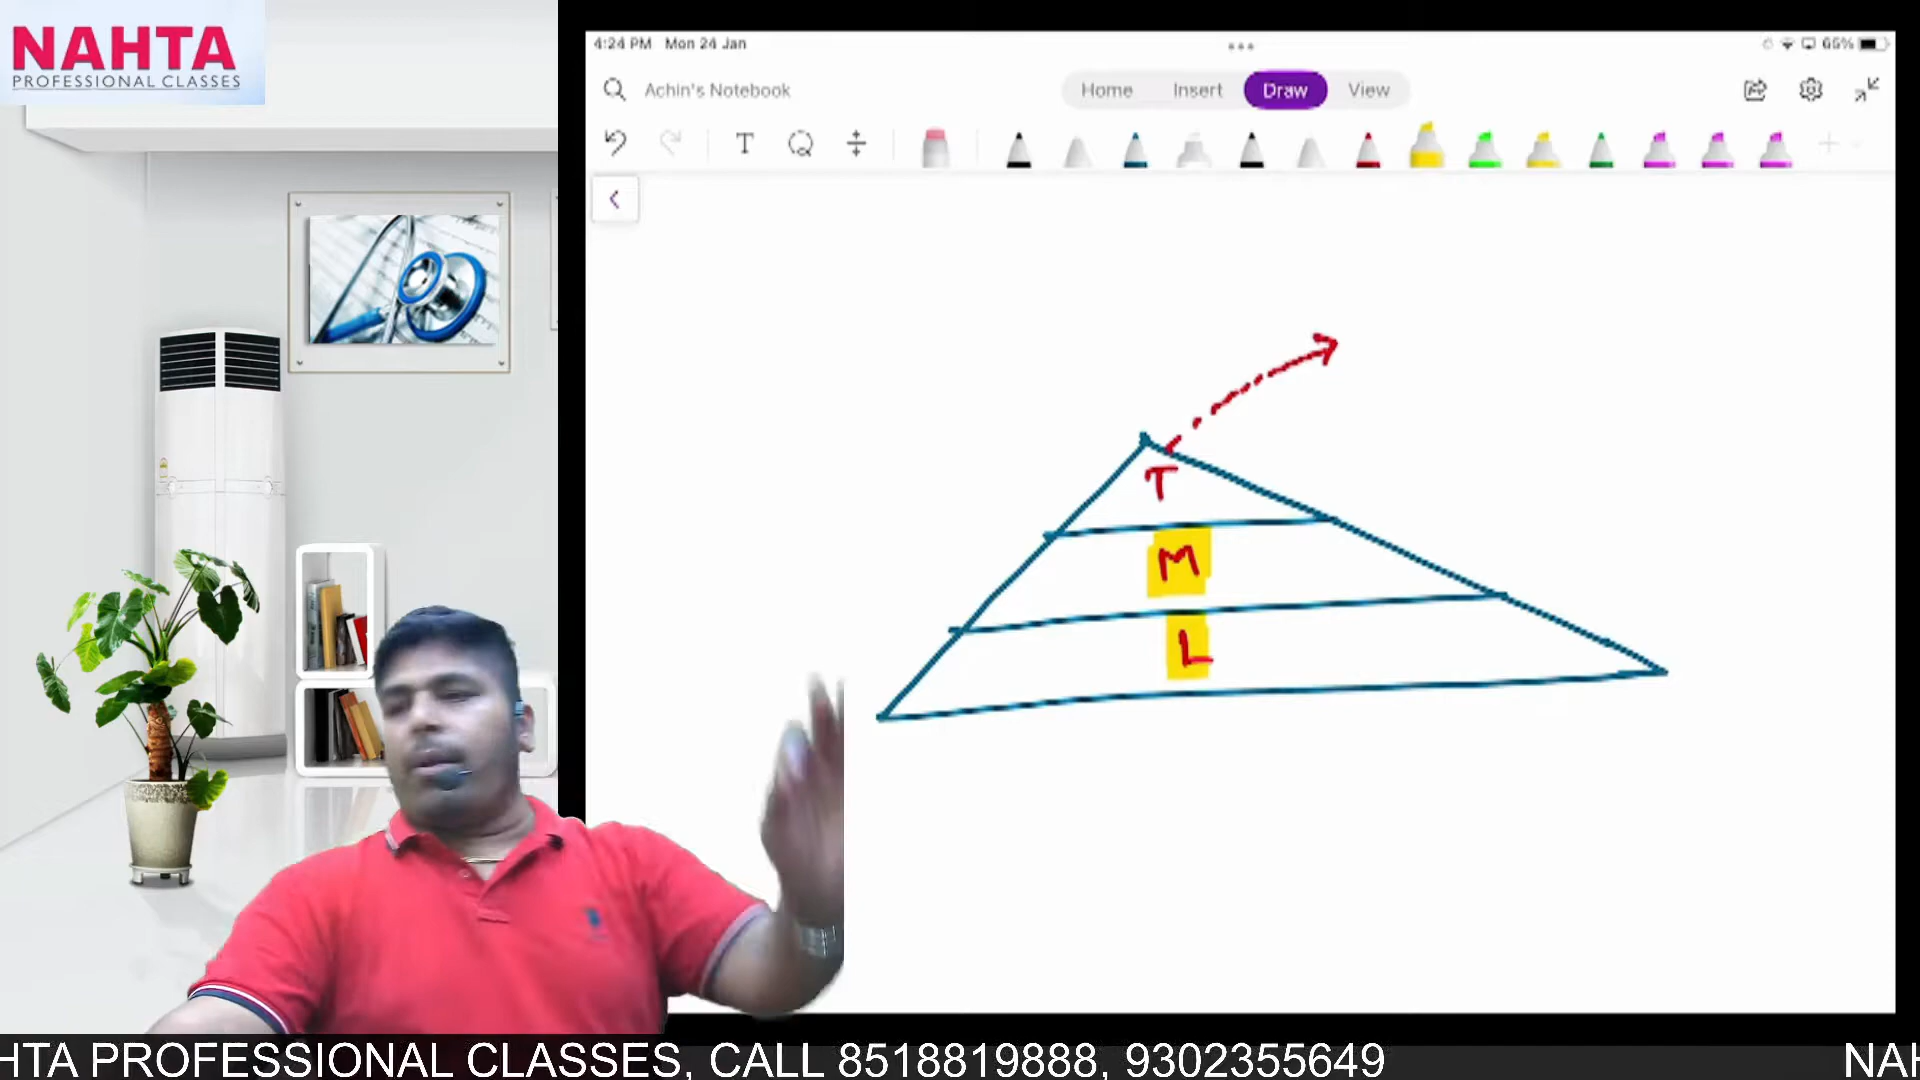 NAHTA
PROFESSIONAL CLASSES
4:24 PM Mon 24 Jan
65%
Achin's Notebook
Home
Insert
Draw
View
T
T
M
L
HTA PROFESSIONAL CLASSES, CALL 8518819888, 9302355649
NAH